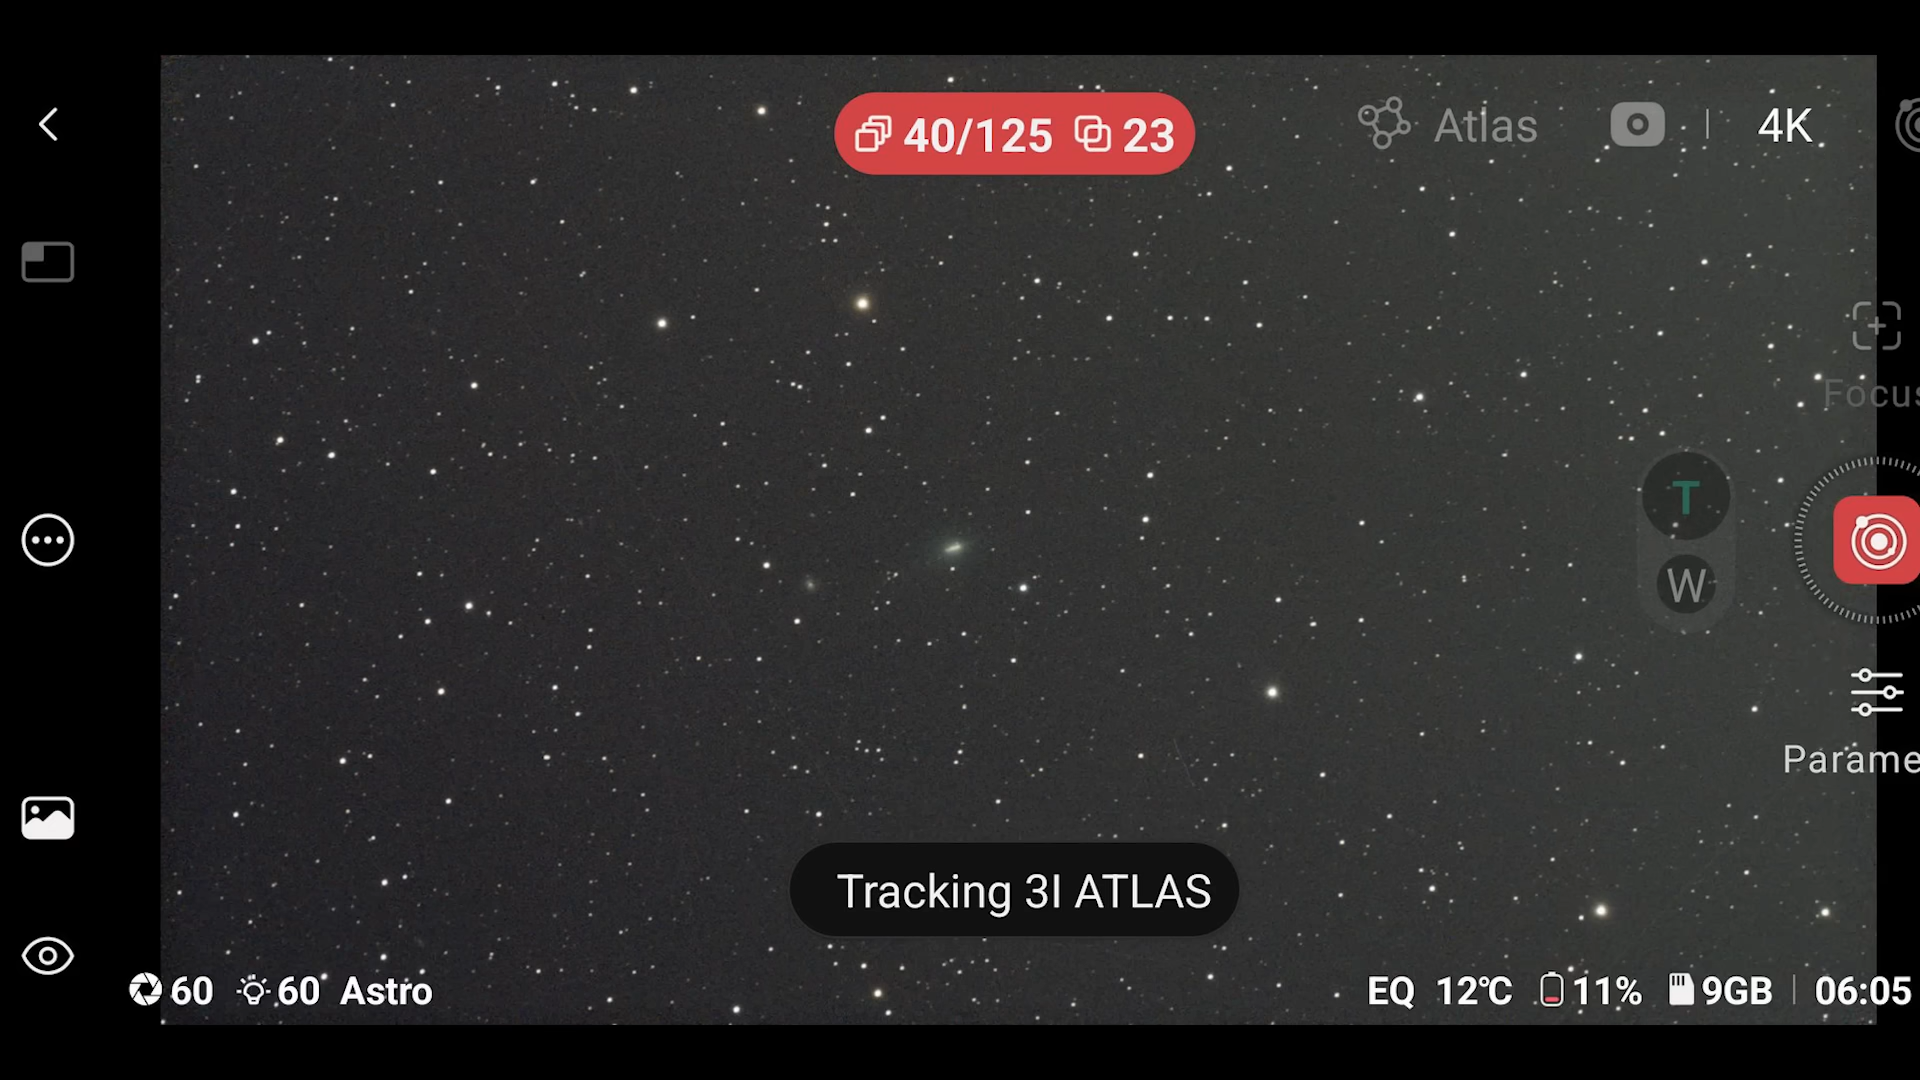 40/125 23
Atlas
4K
Focus
T
W
Parame
Tracking 3I ATLAS
60 60 Astro
EQ 12℃ 11% 9GB 06:05